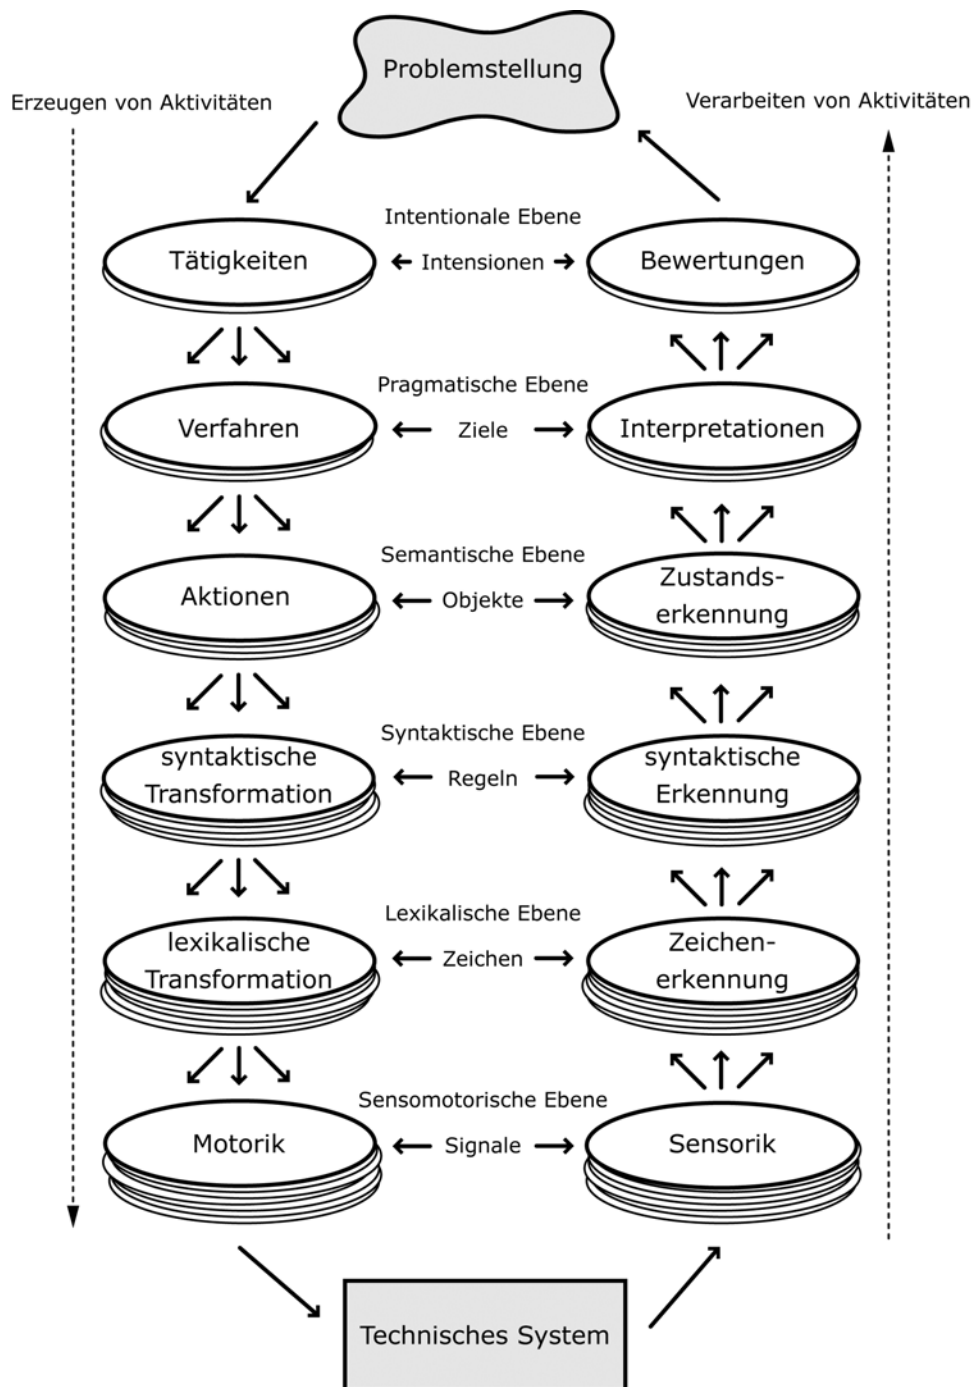 Problemstellung
Erzeugen von Aktivitäten
Verarbeiten von Aktivitäten
Intentionale Ebene
Tätigkeiten
Intensionen
Bewertungen
Pragmatische Ebene
Verfahren
Ziele
Interpretationen
Semantische Ebene
Aktionen
Objekte
Zustands-
erkennung
Syntaktische Ebene
syntaktische
Transformation
Regeln
syntaktische
Erkennung
Lexikalische Ebene
lexikalische
Transformation
Zeichen
Zeichen-
erkennung
Sensomotorische Ebene
Motorik
Signale
Sensorik
Technisches System